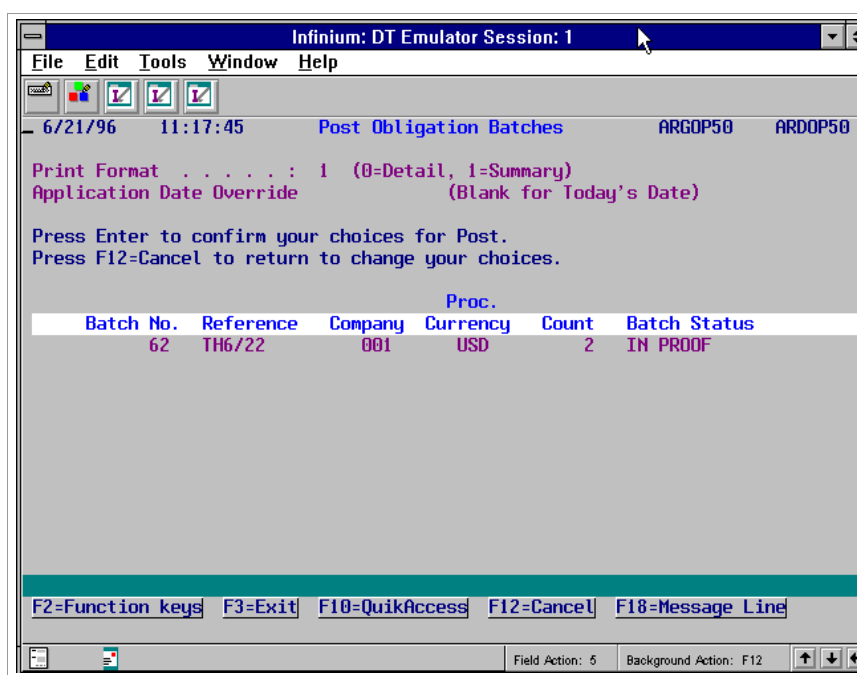 Infinium: DT Emulator Session: 1
File Edit Tools Window Help
6/21/96 11:17:45 Post Obligation Batches ARGOP50 ARDOP50
Print Format . . . . . : 1 (0=Detail, 1=Summary)
Application Date Override (Blank for Today's Date)
Press Enter to confirm your choices for Post.
Press F12=Cancel to return to change your choices.
Proc.
Batch No. Reference Company Currency Count Batch Status
62 TH6/22 001 USD 2 IN PROOF
F2=Function keys F3=Exit F10=QuikAccess F12=Cancel F18=Message Line
Field Action: 5 Background Action: F12